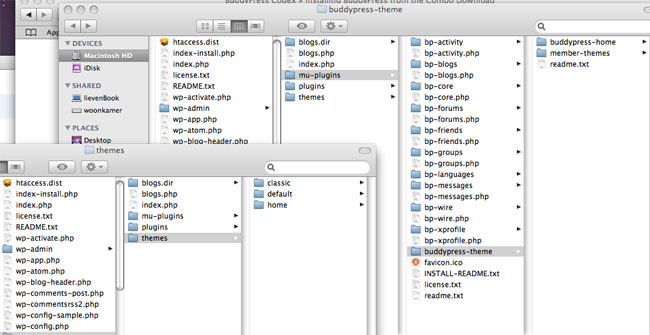 BuddyPress Codex » Installing BuddyPress from the Combo Download
buddypress-theme
App
DEVICES
Macintosh HD
iDisk
SHARED
lievenBook
woonkamer
PLACES
Desktop
htaccess.dist
index-install.php
index.php
license.txt
README.txt
wp-activate.php
wp-admin
wp-app.php
wp-atom.php
wp-blog-header.php
blogs.dir
blogs.php
index.php
mu-plugins
plugins
themes
bp-activity
bp-activity.php
bp-blogs
bp-blogs.php
bp-core
bp-core.php
bp-forums
bp-forums.php
bp-friends
bp-friends.php
bp-groups
bp-groups.php
bp-languages
bp-messages
bp-messages.php
bp-wire
bp-wire.php
bp-xprofile
bp-xprofile.php
buddypress-theme
favicon.ico
INSTALL-README.txt
license.txt
readme.txt
buddypress-home
member-themes
readme.txt
themes
htaccess.dist
index-install.php
index.php
license.txt
README.txt
wp-activate.php
wp-admin
wp-app.php
wp-atom.php
wp-blog-header.php
wp-comments-post.php
wp-commentsrss2.php
wp-config-sample.php
wp-config.php
blogs.dir
blogs.php
index.php
mu-plugins
plugins
themes
classic
default
home